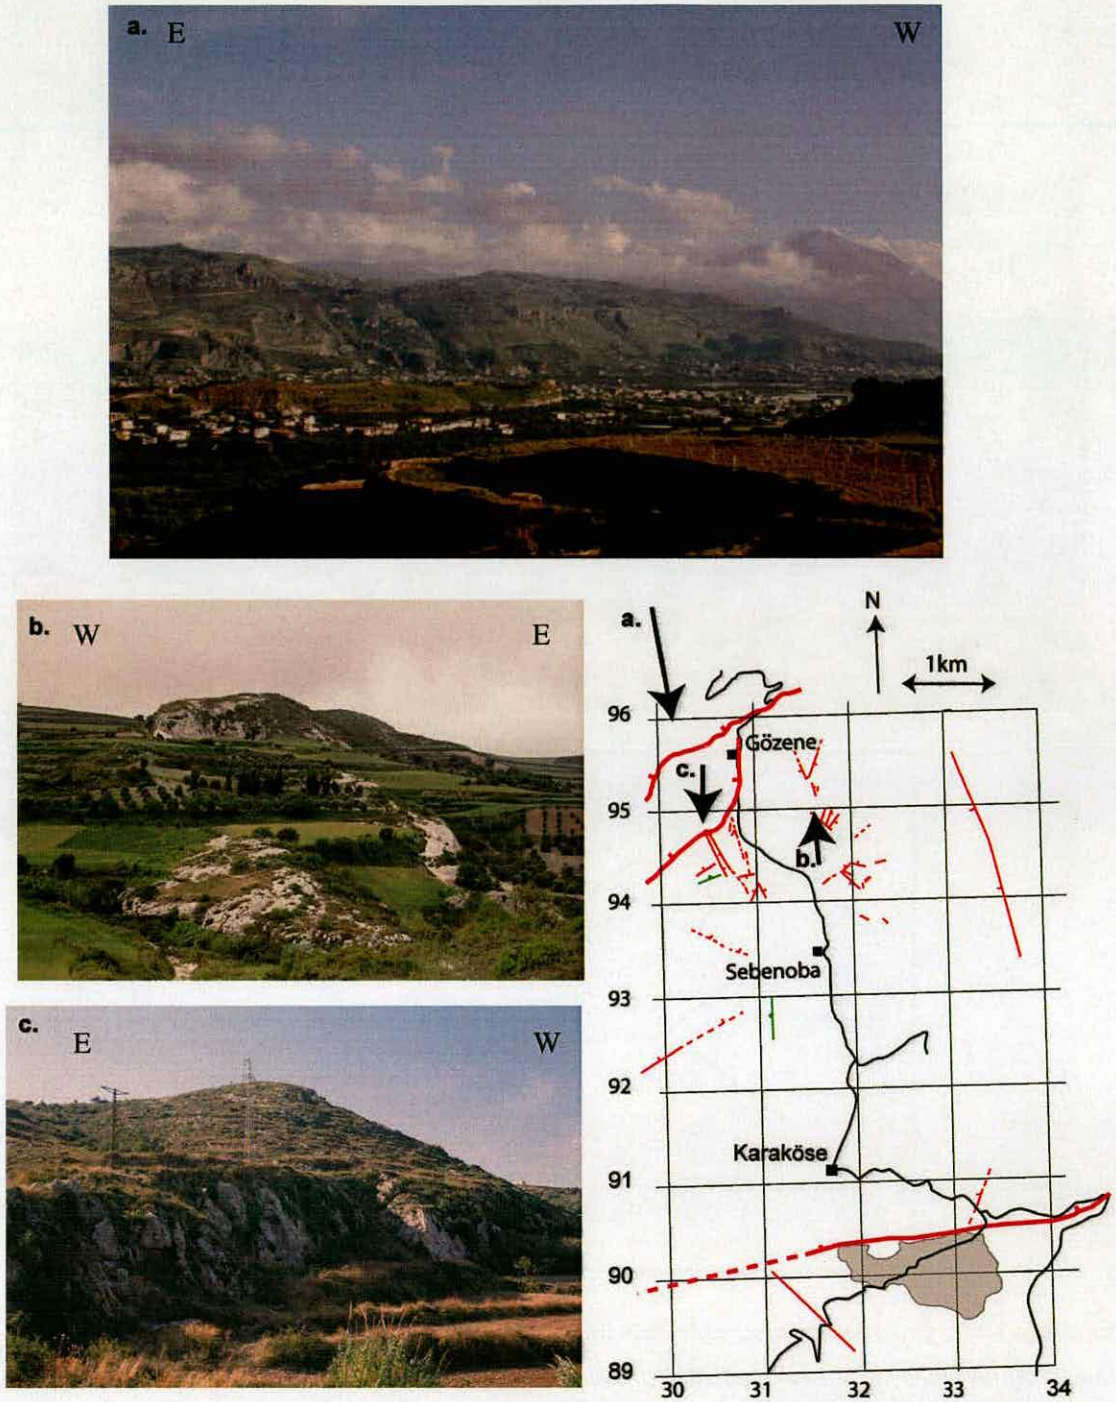 a. E W
b. W E
c.
E W
a.
N
1km
96
Gözene
c.
95
b.
94
Sebenoba
93
92
Karaköse
91
90
89
30 31 32 33 34